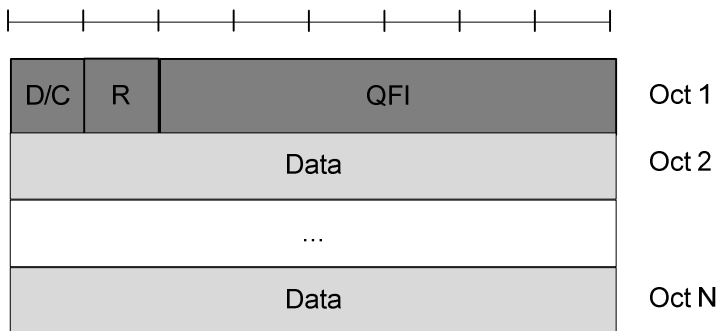 D/C R QFI Oct 1
Data Oct 2
...
Data Oct N